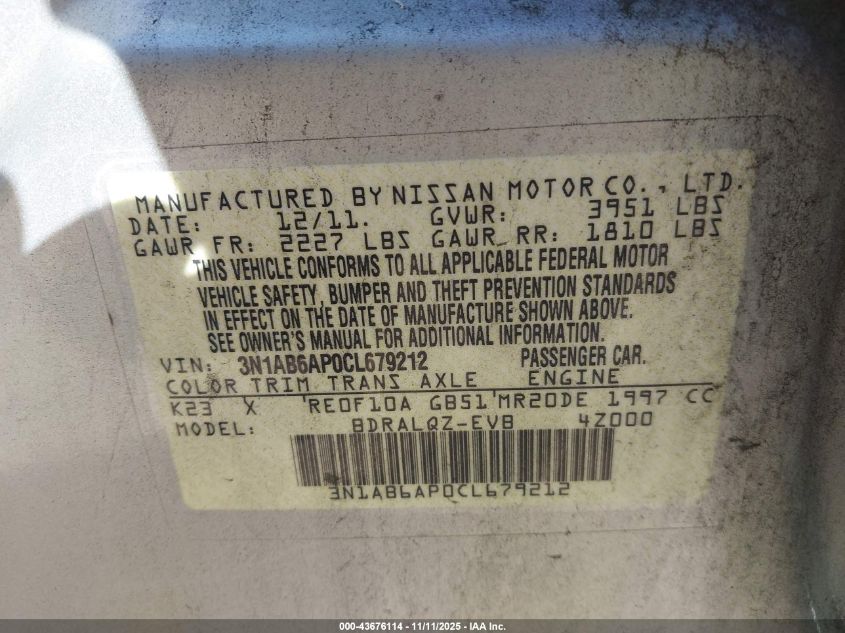 MANUFACTURED BY NISSAN MOTOR CO., LTD.
DATE: 12/11. GVWR: 3951 LBS
GAWR FR: 2227 LBS GAWR RR: 1810 LBS
THIS VEHICLE CONFORMS TO ALL APPLICABLE FEDERAL MOTOR
VEHICLE SAFETY, BUMPER AND THEFT PREVENTION STANDARDS
IN EFFECT ON THE DATE OF MANUFACTURE SHOWN ABOVE.
SEE OWNER'S MANUAL FOR ADDITIONAL INFORMATION.
VIN: 3N1AB6AP0CL679212 PASSENGER CAR.
COLOR TRIM TRANS AXLE ENGINE
K23 X RE0F10A GB51 MR20DE 1997 CC
MODEL: BDRALQZ-EVB 4Z000
3N1AB6AP0CL679212
000-43676114 - 11/11/2025 - IAA Inc.